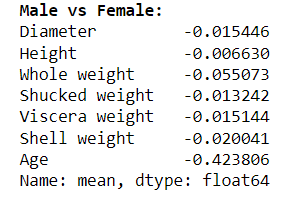 Male vs Female:
Diameter -0.015446
Height -0.006630
Whole weight -0.055073
Shucked weight -0.013242
Viscera weight -0.015144
Shell weight -0.020041
Age -0.423806
Name: mean, dtype: float64